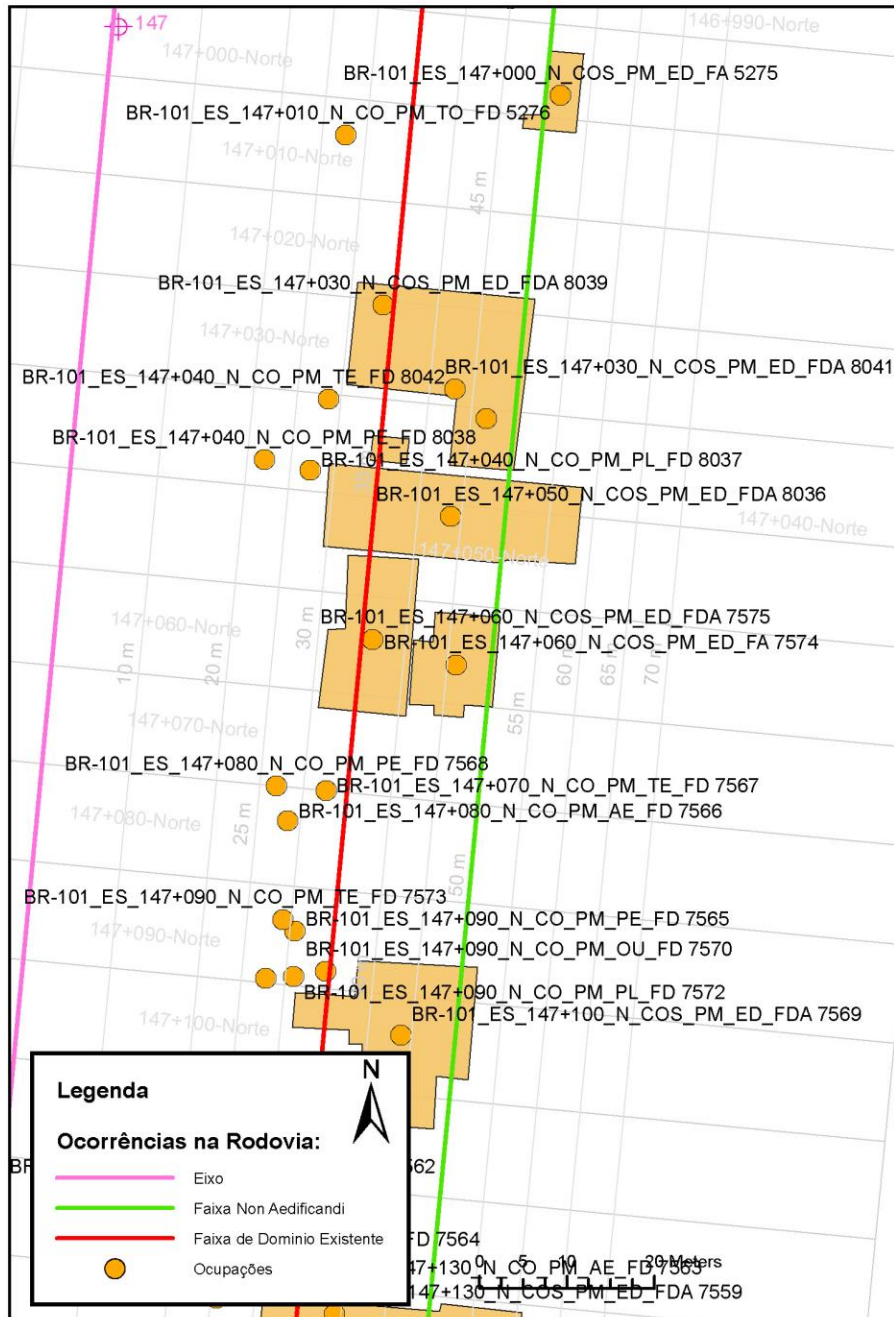 147
146+990-Norte
147+000-Norte
BR-101_ES_147+000_N_COS_PM_ED_FA 5275
BR-101_ES_147+010_N_CO_PM_TO_FD 5276
147+010-Norte
45 m
147+020-Norte
BR-101_ES_147+030_N_COS_PM_ED_FDA 8039
147+030-Norte
BR-101_ES_147+030_N_COS_PM_ED_FDA 8041
BR-101_ES_147+040_N_CO_PM_TE_FD 8042
BR-101_ES_147+040_N_CO_PM_PE_FD 8038
BR-101_ES_147+040_N_CO_PM_PL_FD 8037
BR-101_ES_147+050_N_COS_PM_ED_FDA 8036
147+040-Norte
147+050-Norte
BR-101_ES_147+060_N_COS_PM_ED_FDA 7575
147+060-Norte
BR-101_ES_147+060_N_COS_PM_ED_FA 7574
10 m
20 m
30 m
60 m
65 m
70 m
55 m
147+070-Norte
BR-101_ES_147+080_N_CO_PM_PE_FD 7568
BR-101_ES_147+070_N_CO_PM_TE_FD 7567
BR-101_ES_147+080_N_CO_PM_AE_FD 7566
147+080-Norte
25 m
50 m
BR-101_ES_147+090_N_CO_PM_TE_FD 7573
BR-101_ES_147+090_N_CO_PM_PE_FD 7565
147+090-Norte
BR-101_ES_147+090_N_CO_PM_OU_FD 7570
BR-101_ES_147+090_N_CO_PM_PL_FD 7572
BR-101_ES_147+100_N_COS_PM_ED_FDA 7569
147+100-Norte
N
Legenda
Ocorrências na Rodovia:
Eixo
Faixa Non Aedificandi
Faixa de Dominio Existente
Ocupações
BR
562
FD 7564
0 5 10 20 Meters
47+130_N_CO_PM_AE_FD 7563
147+130_N_COS_PM_ED_FDA 7559